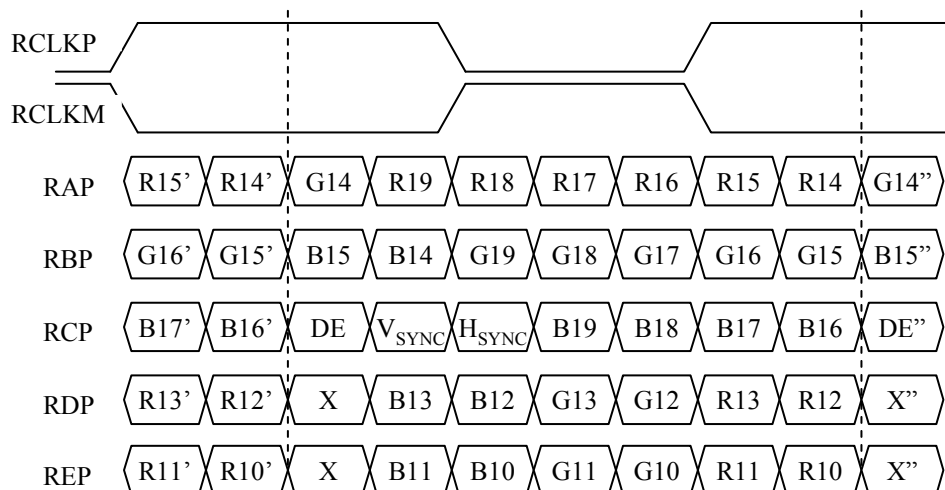 RCLKP
RCLKM
RAP R15’ R14’ G14 R19 R18 R17 R16 R15 R14 G14”
RBP G16’ G15’ B15 B14 G19 G18 G17 G16 G15 B15”
RCP B17’ B16’ DE VSYNC HSYNC B19 B18 B17 B16 DE”
RDP R13’ R12’ X B13 B12 G13 G12 R13 R12 X”
REP R11’ R10’ X B11 B10 G11 G10 R11 R10 X”